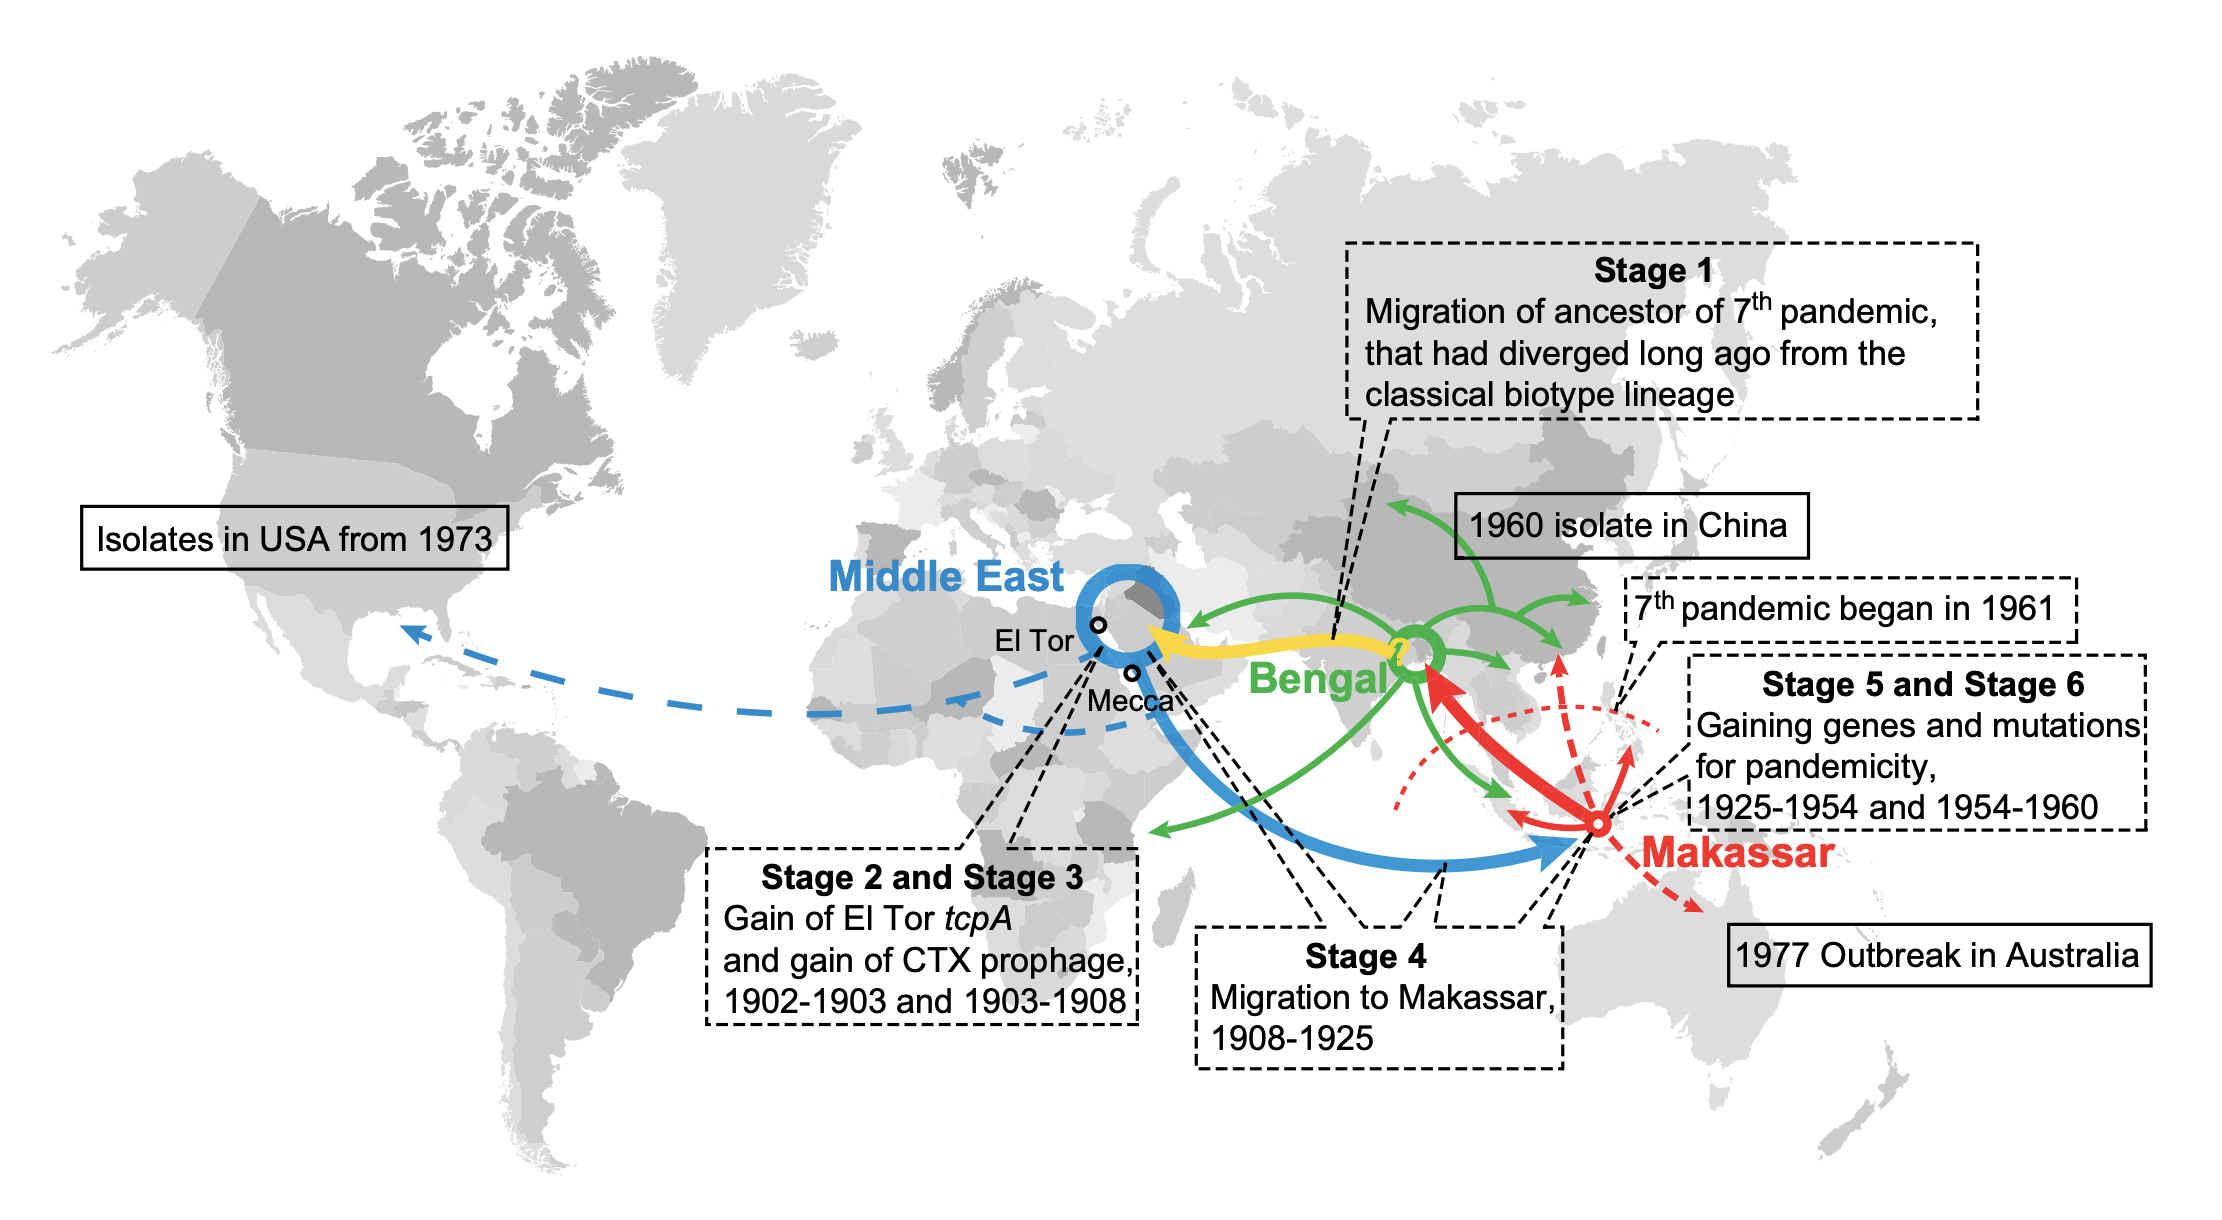 Stage 1
Migration of ancestor of 7th pandemic,
that had diverged long ago from the
classical biotype lineage
Isolates in USA from 1973
1960 isolate in China
Middle East
7th pandemic began in 1961
El Tor
?
Bengal
Mecca
Stage 5 and Stage 6
Gaining genes and mutations
for pandemicity,
1925-1954 and 1954-1960
Makassar
Stage 2 and Stage 3
Gain of El Tor tcpA
and gain of CTX prophage,
1902-1903 and 1903-1908
Stage 4
Migration to Makassar,
1908-1925
1977 Outbreak in Australia